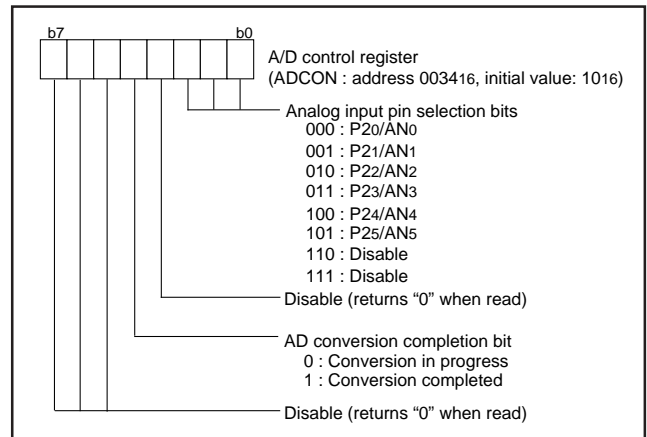 b7 b0
A/D control register
(ADCON : address 003416, initial value: 1016)
Analog input pin selection bits
000 : P20/AN0
001 : P21/AN1
010 : P22/AN2
011 : P23/AN3
100 : P24/AN4
101 : P25/AN5
110 : Disable
111 : Disable
Disable (returns “0” when read)
AD conversion completion bit
0 : Conversion in progress
1 : Conversion completed
Disable (returns “0” when read)